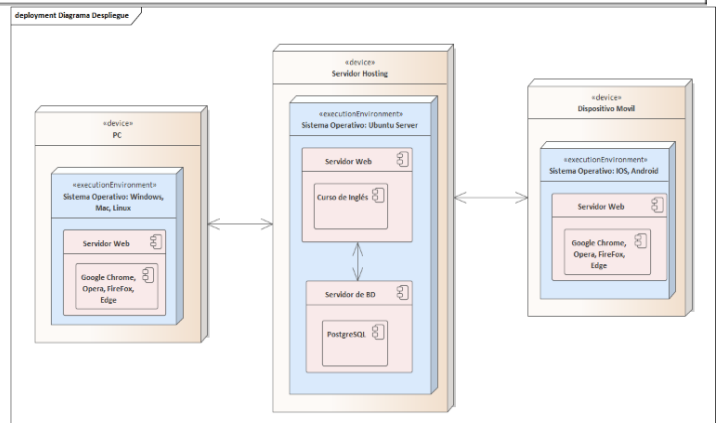 deployment Diagrama Despliegue
«device»
PC
«executionEnvironment»
Sistema Operativo: Windows,
Mac, Linux
Servidor Web
Google Chrome,
Opera, FireFox,
Edge
«device»
Servidor Hosting
«executionEnvironment»
Sistema Operativo: Ubuntu Server
Servidor Web
Curso de Inglés
Servidor de BD
PostgreSQL
«device»
Dispositivo Movil
«executionEnvironment»
Sistema Operativo: IOS, Android
Servidor Web
Google Chrome,
Opera, FireFox,
Edge